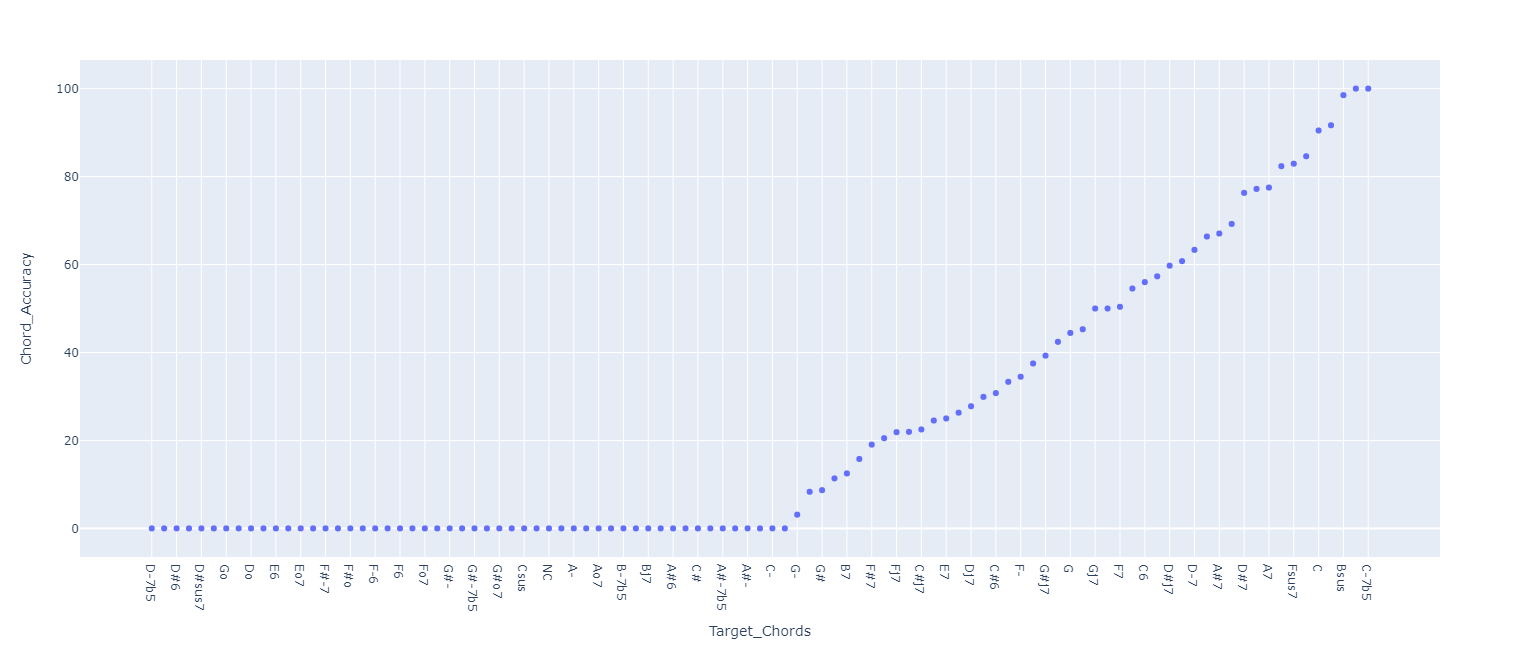 100
80
60
40
20
0
Chord_Accuracy
D-7b5
D#6
D#sus7
Go
Do
E6
Eo7
F#-7
F#o
F-6
F6
Fo7
G#-
G#-7b5
G#o7
Csus
NC
A-
Ao7
B-7b5
BJ7
A#6
C#
A#-7b5
A#-
C-
G-
G#
B7
F#7
FJ7
C#J7
E7
DJ7
C#6
F-
G#J7
G
GJ7
F7
C6
D#J7
D-7
A#7
D#7
A7
Fsus7
C
Bsus
C-7b5
Target_Chords